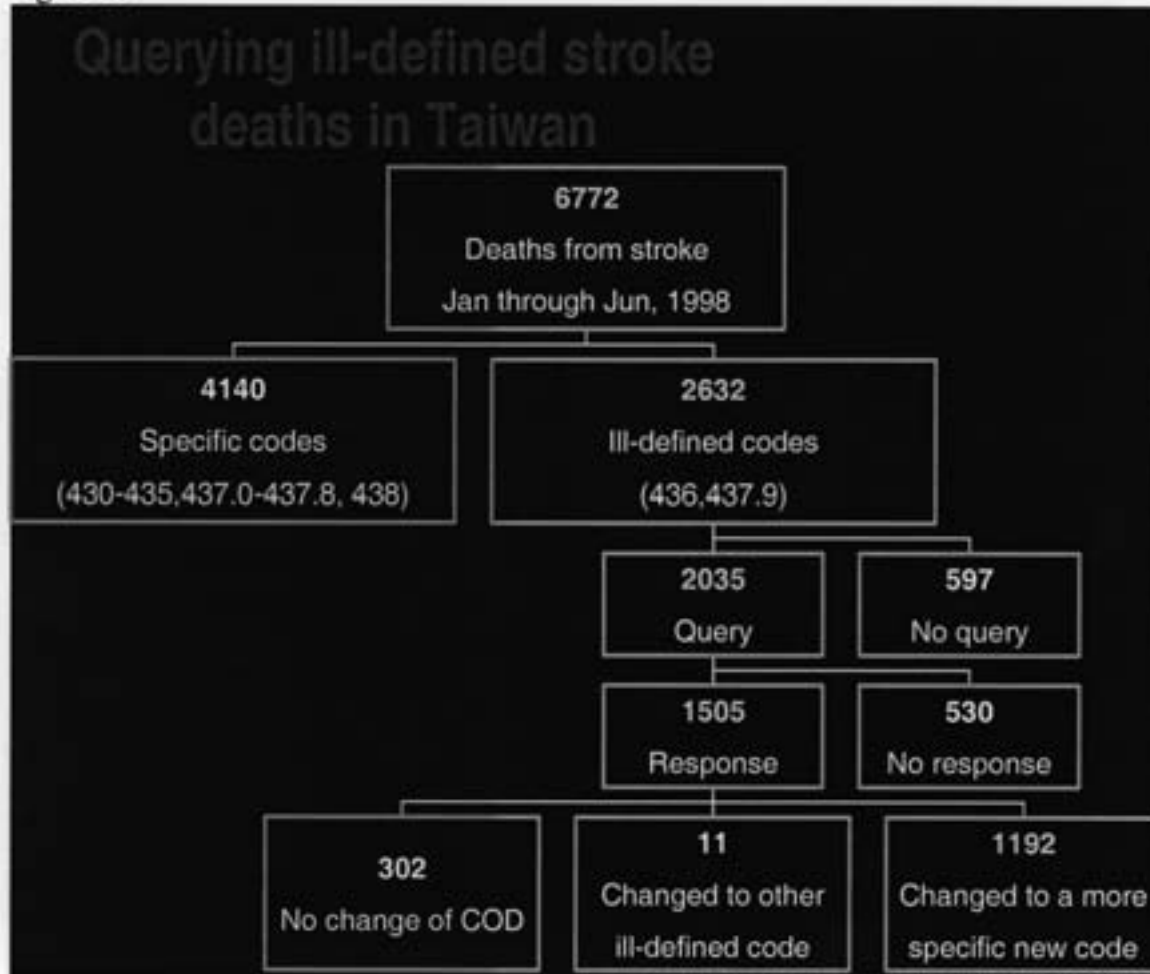 Querying ill-defined stroke
deaths in Taiwan
6772
Deaths from stroke
Jan through Jun, 1998
4140
Specific codes
(430-435,437.0-437.8, 438)
2632
Ill-defined codes
(436,437.9)
2035
Query
597
No query
1505
Response
530
No response
302
No change of COD
11
Changed to other
ill-defined code
1192
Changed to a more
specific new code